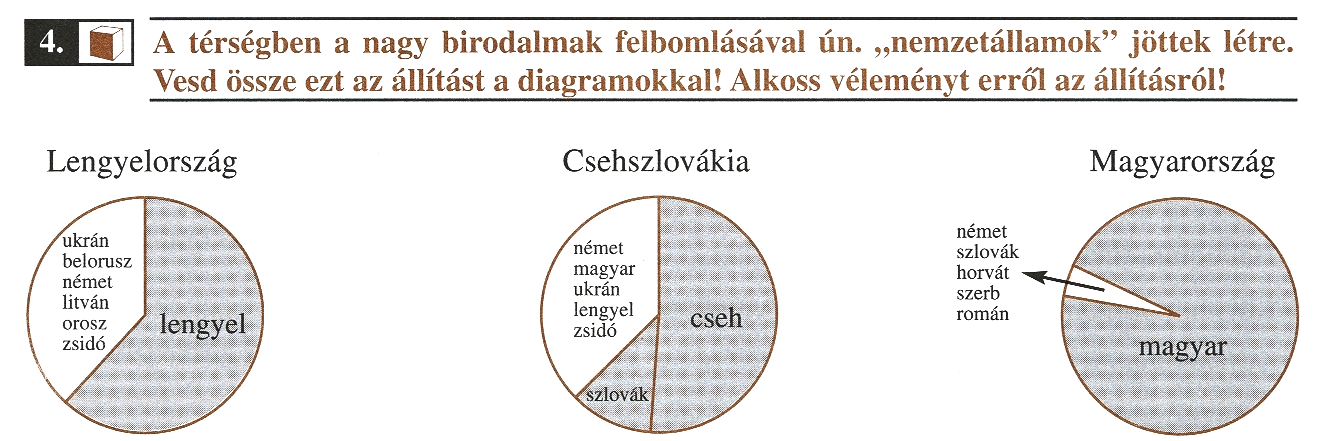 4.
A térségben a nagy birodalmak felbomlásával ún. „nemzetállamok” jöttek létre.
Vesd össze ezt az állítást a diagramokkal! Alkoss véleményt erről az állításról!
Lengyelország
ukrán
belorusz
német
litván
orosz
zsidó
lengyel
Csehszlovákia
német
magyar
ukrán
lengyel
zsidó
cseh
szlovák
Magyarország
német
szlovák
horvát
szerb
román
magyar